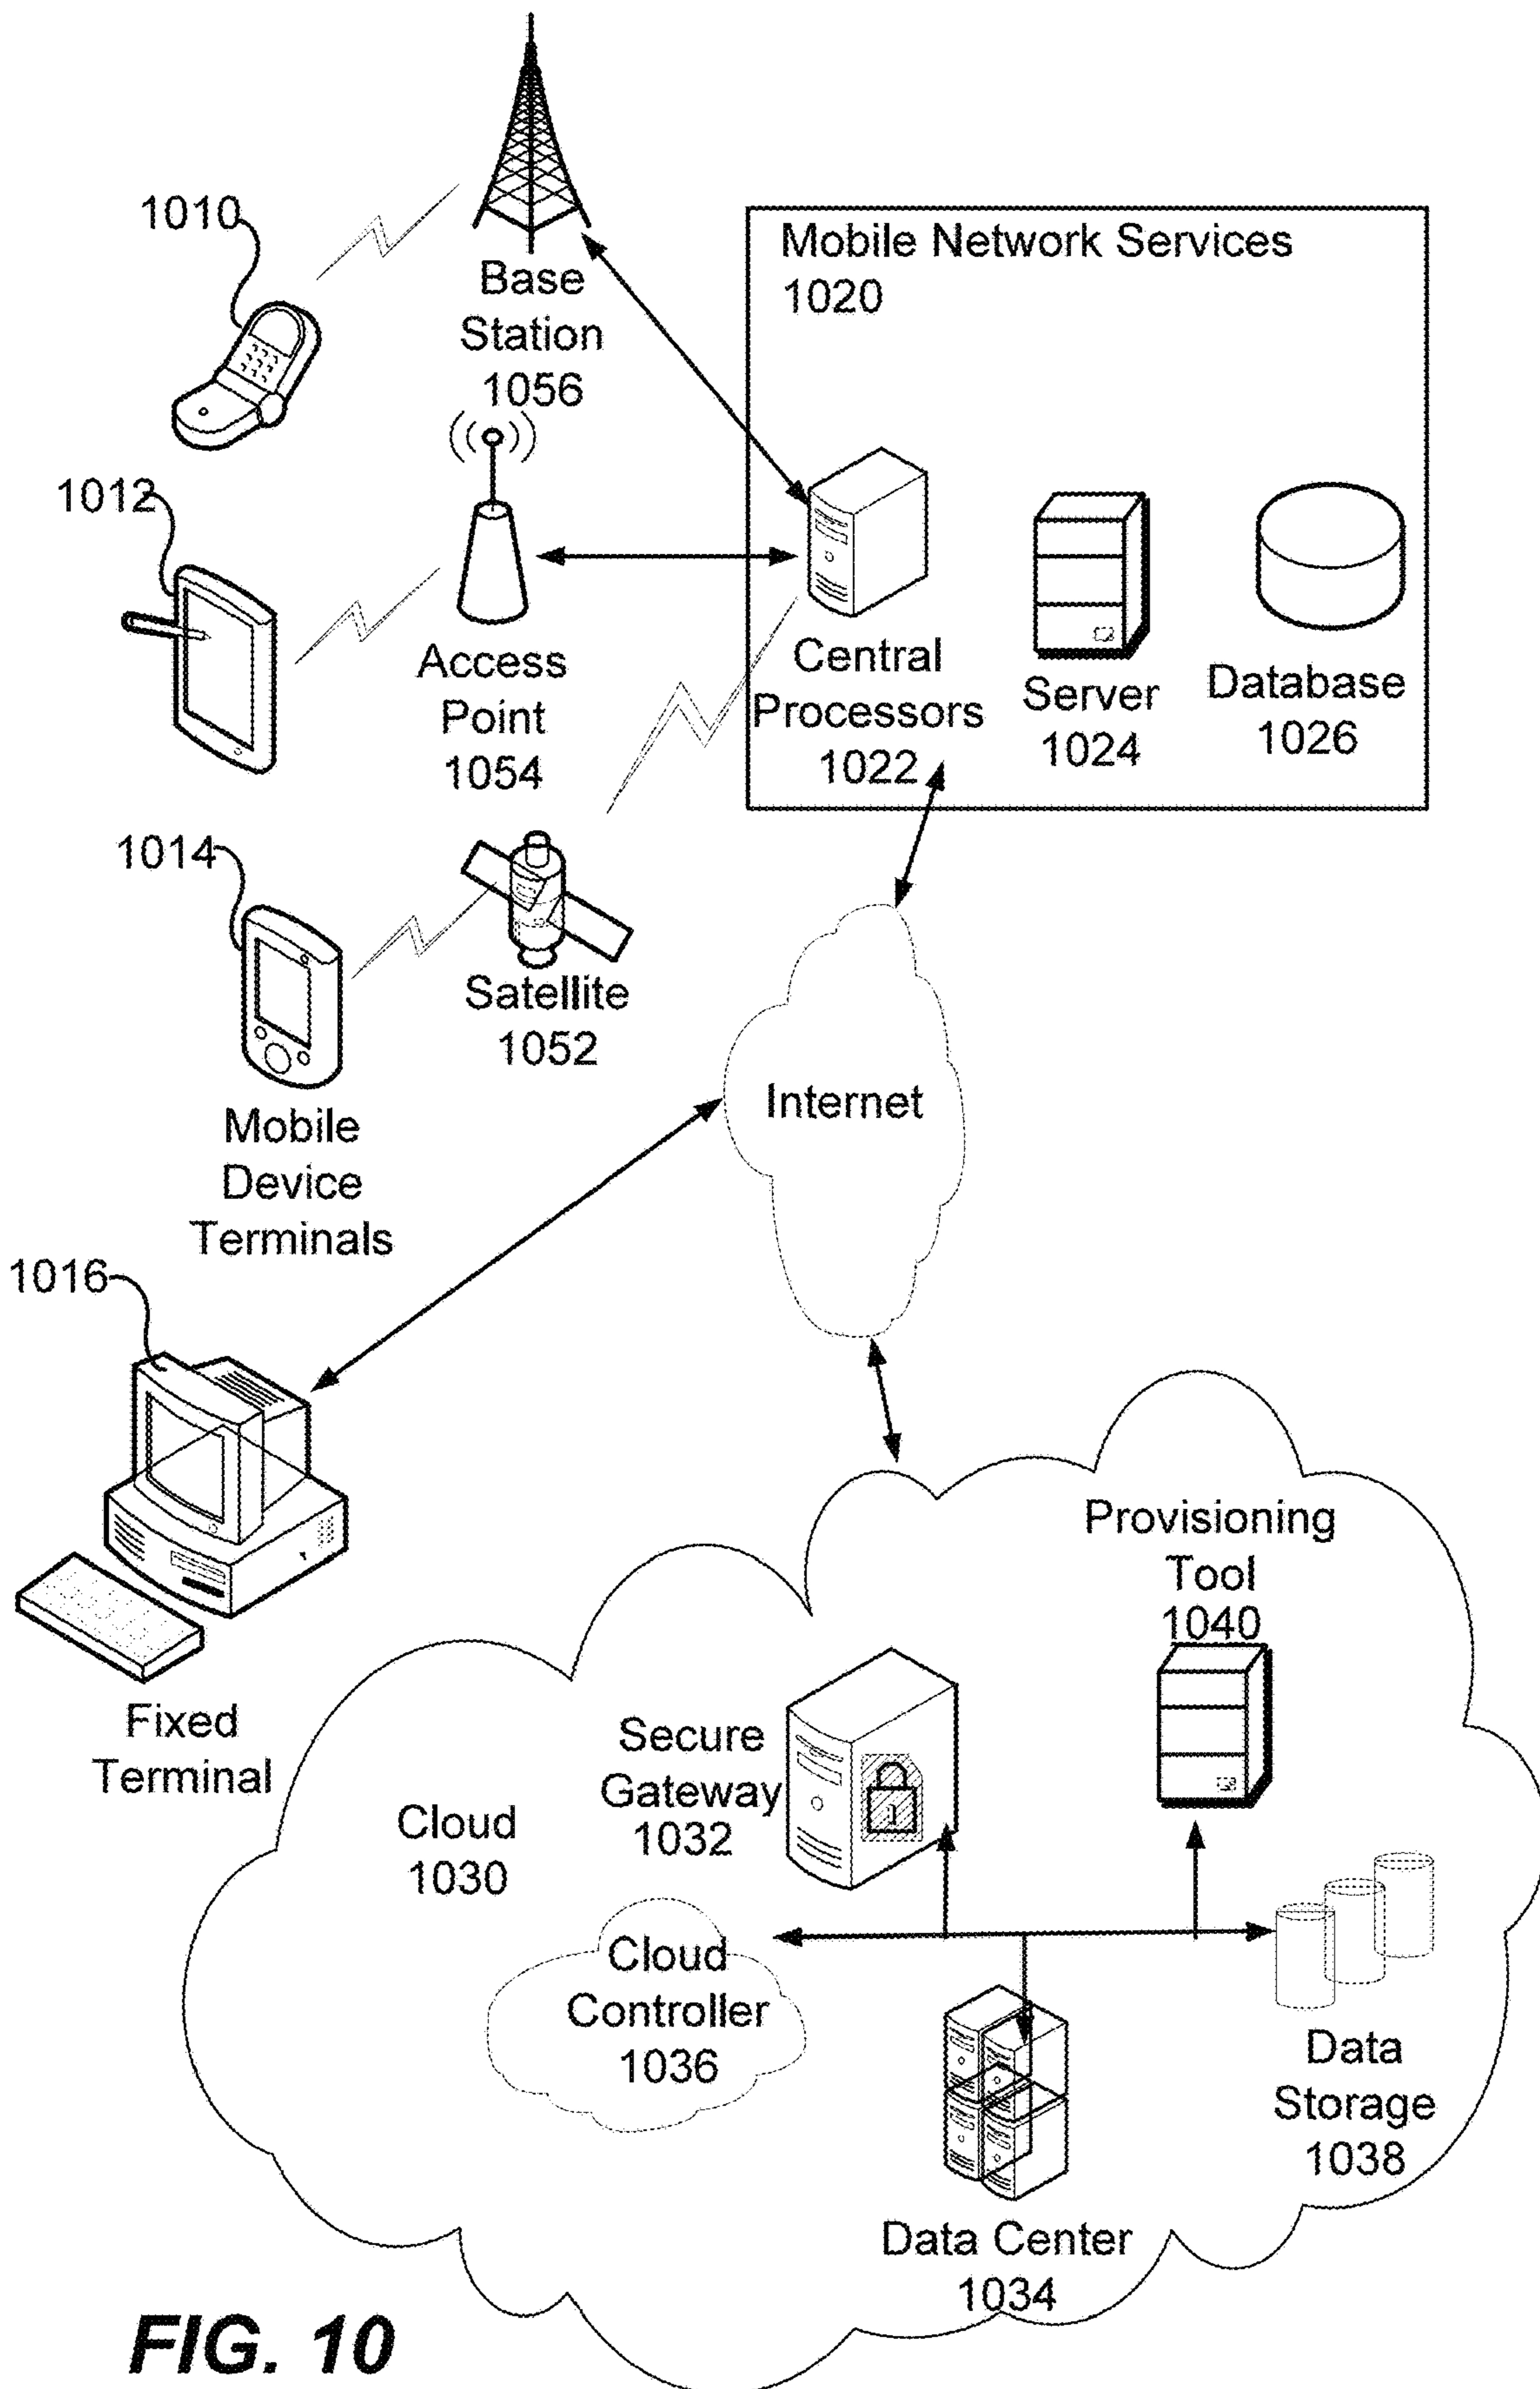 1010
Base
Station
1056
Mobile Network Services
1020
1012
Access
Point
1054
Central
Processors
1022
Server
1024
Database
1026
1014
Satellite
1052
Mobile
Device
Terminals
Internet
1016
Fixed
Terminal
Provisioning
Tool
1040
Secure
Gateway
1032
Cloud
1030
Cloud
Controller
1036
Data
Storage
1038
Data Center
1034
FIG. 10